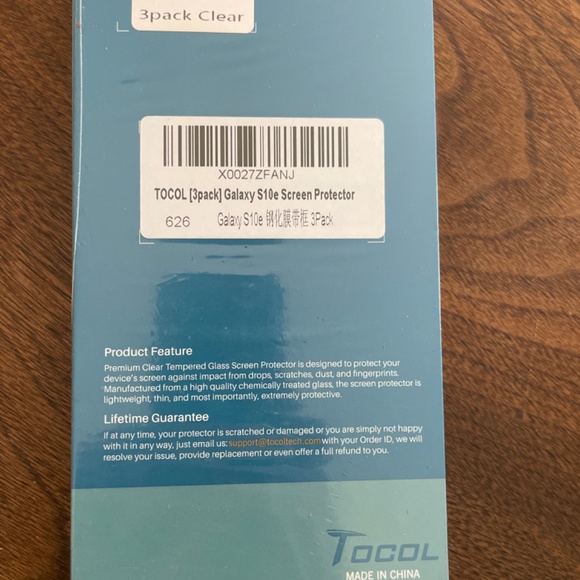 3pack Clear
X0027ZFANJ
TOCOL [3pack] Galaxy S10e Screen Protector
626 Galaxy S10e 钢化膜带框 3Pack
Product Feature
Premium Clear Tempered Glass Screen Protector is designed to protect your
device's screen against impact from drops, scratches, dust, and fingerprints.
Manufactured from a high quality chemically treated glass, the screen protector is
lightweight, thin, and most importantly, extremely protective.
Lifetime Guarantee
If at any time, your protector is scratched or damaged or you are simply not happy
with it in any way, just email us: support@tocoltech.com with your Order ID, we will
resolve your issue, provide replacement or even offer a full refund to you.
TOCOL
MADE IN CHINA